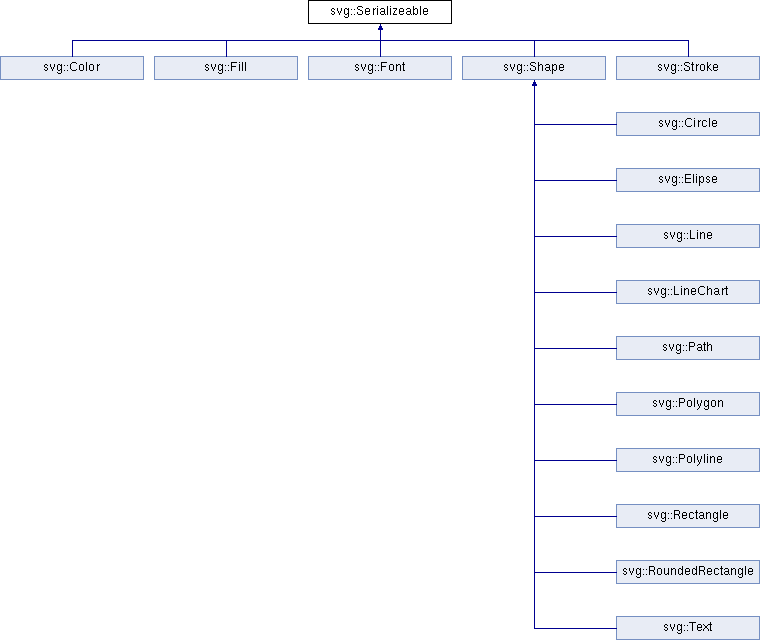 svg::Serializeable
svg::Color
svg::Fill
svg::Font
svg::Shape
svg::Stroke
svg::Circle
svg::Elipse
svg::Line
svg::LineChart
svg::Path
svg::Polygon
svg::Polyline
svg::Rectangle
svg::RoundedRectangle
svg::Text